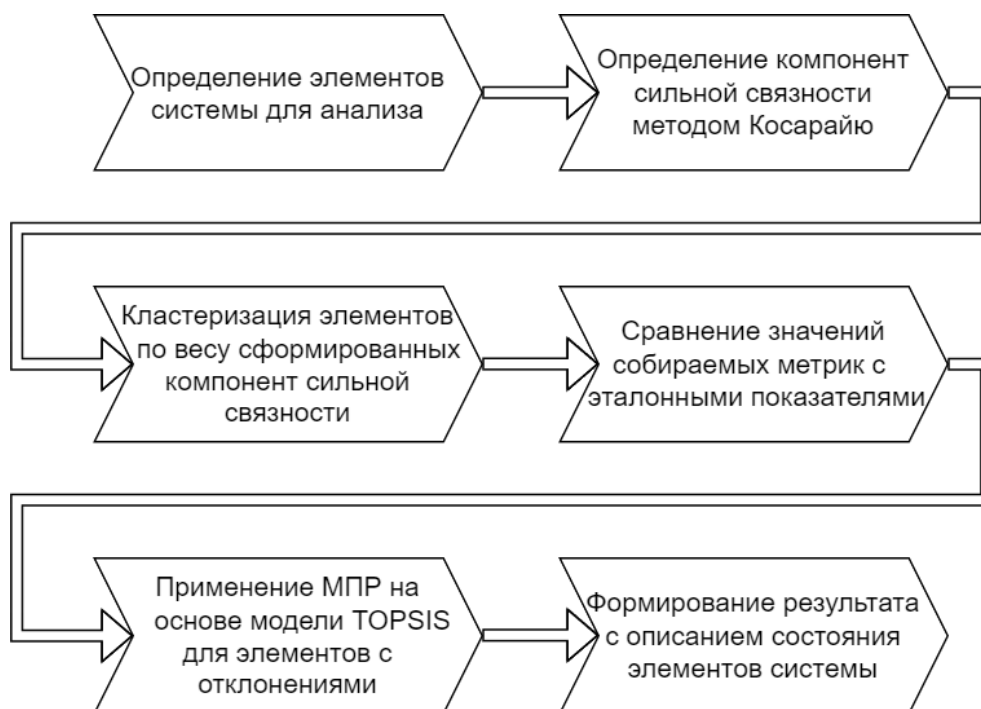 Определение элементов
системы для анализа
Определение компонент
сильной связности
методом Косарайю
Кластеризация элементов
по весу сформированных
компонент сильной
связности
Сравнение значений
собираемых метрик с
эталонными показателями
Применение МПР на
основе модели TOPSIS
для элементов с
отклонениями
Формирование результата
с описанием состояния
элементов системы